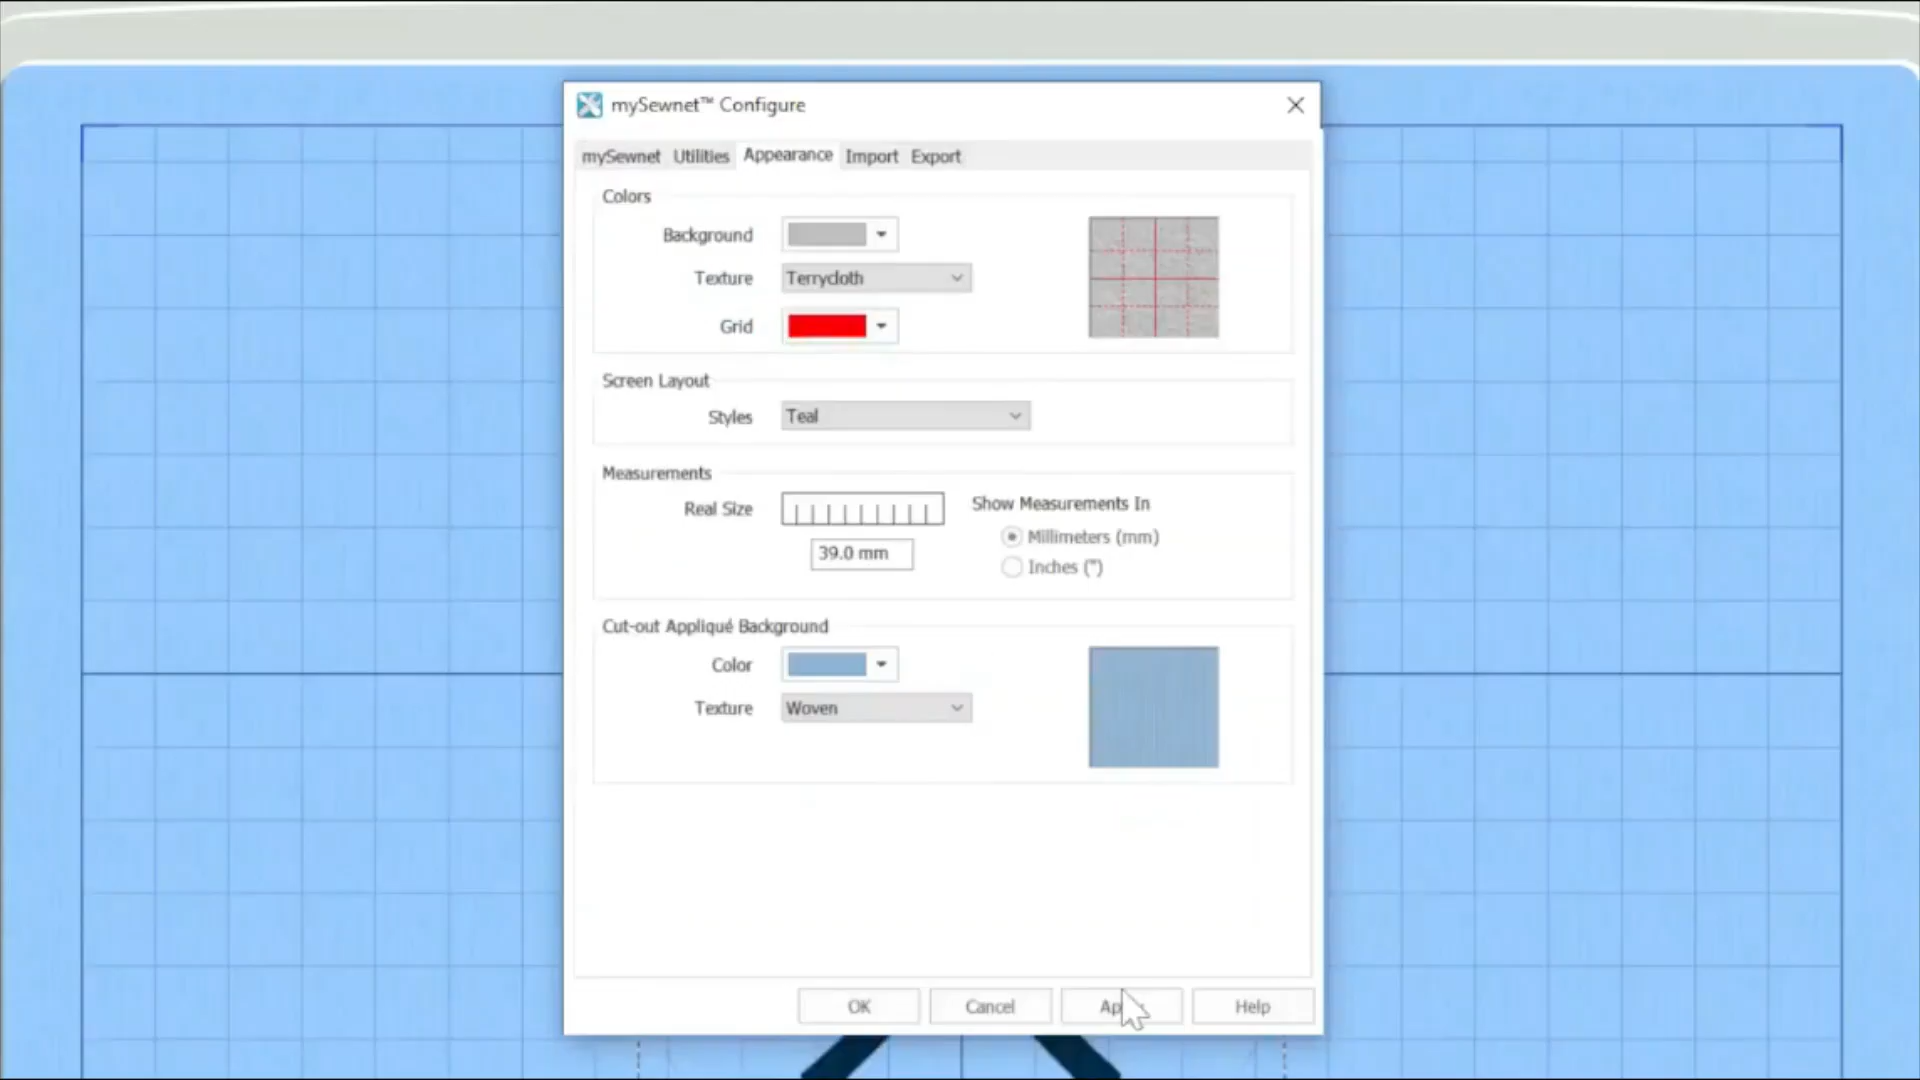 mySewnet™ Configure
mySewnet Utilities Appearance Import Export
Colors
Background
Texture Terrycloth
Grid
Screen Layout
Styles Teal
Measurements
Real Size Show Measurements In
Millimeters (mm)
39.0 mm
Inches (")
Cut-out Appliqué Background
Color
Texture Woven
OK Cancel Help